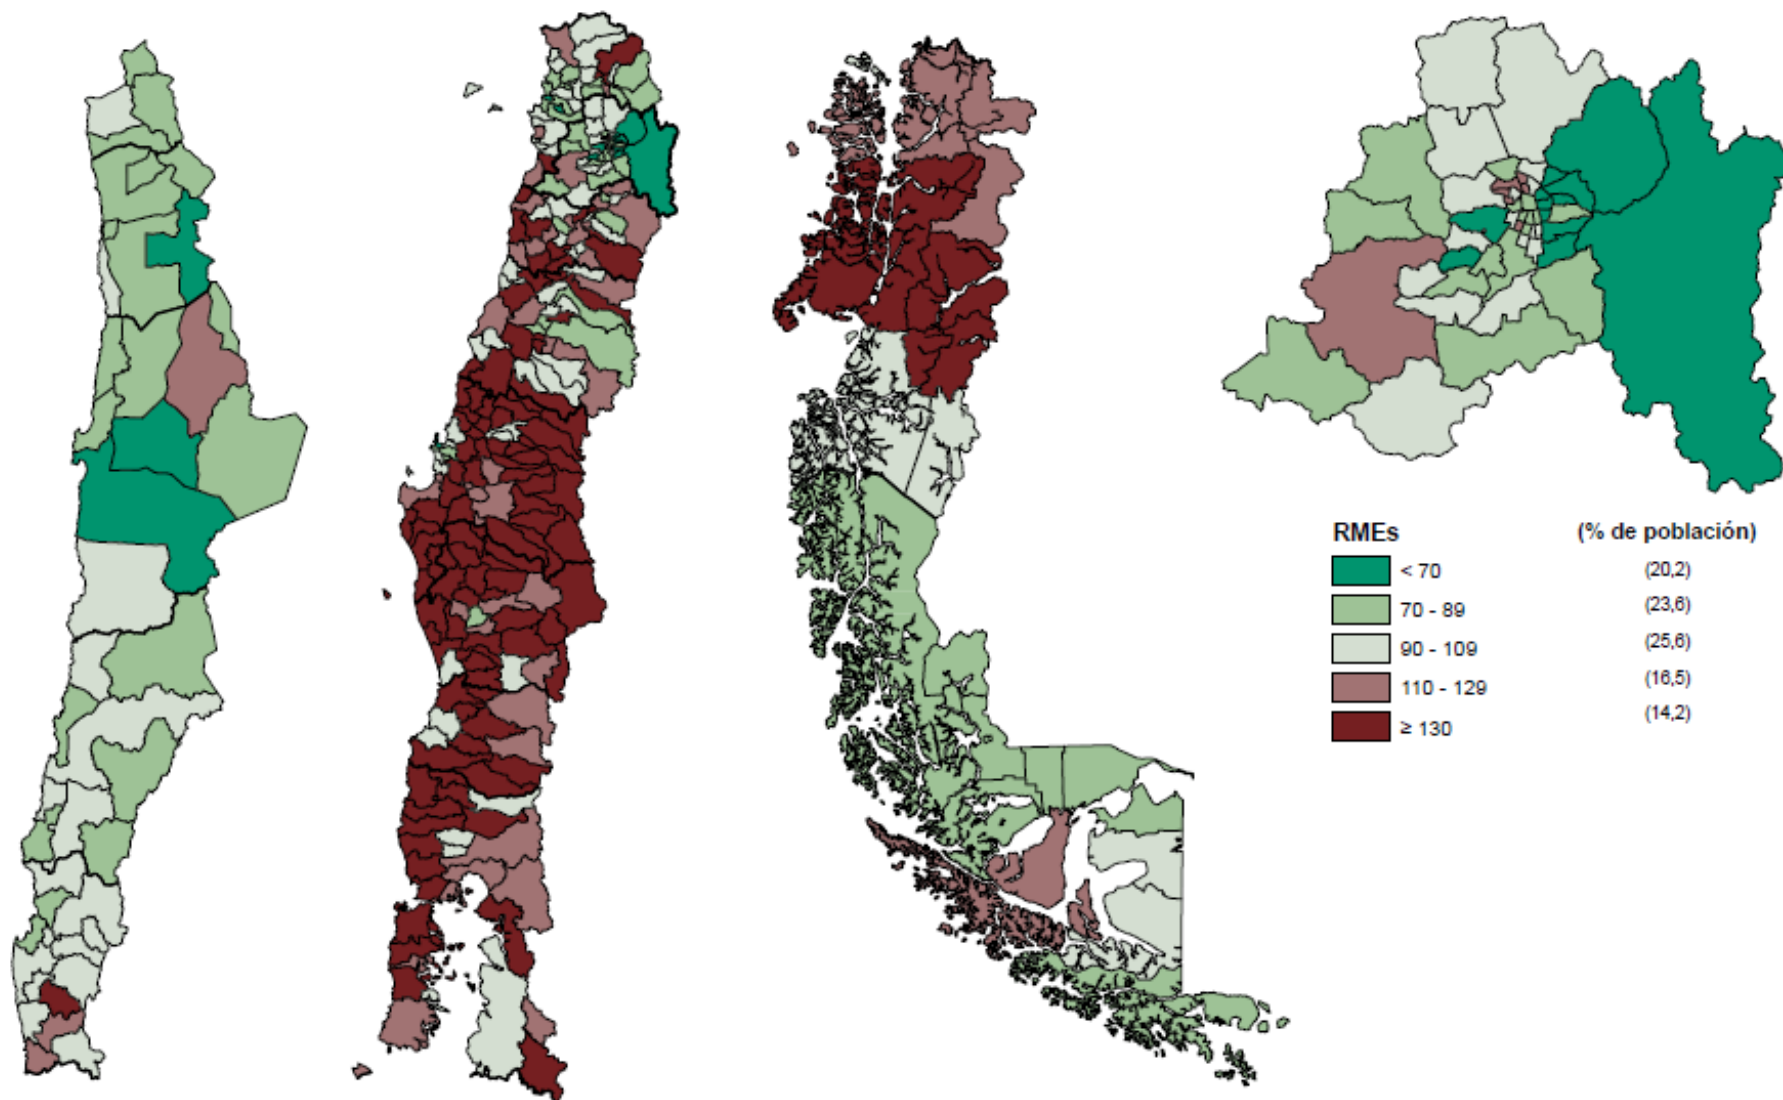 RMEs (% de población)
< 70 (20,2)
70 - 89 (23,6)
90 - 109 (25,6)
110 - 129 (16,5)
≥ 130 (14,2)